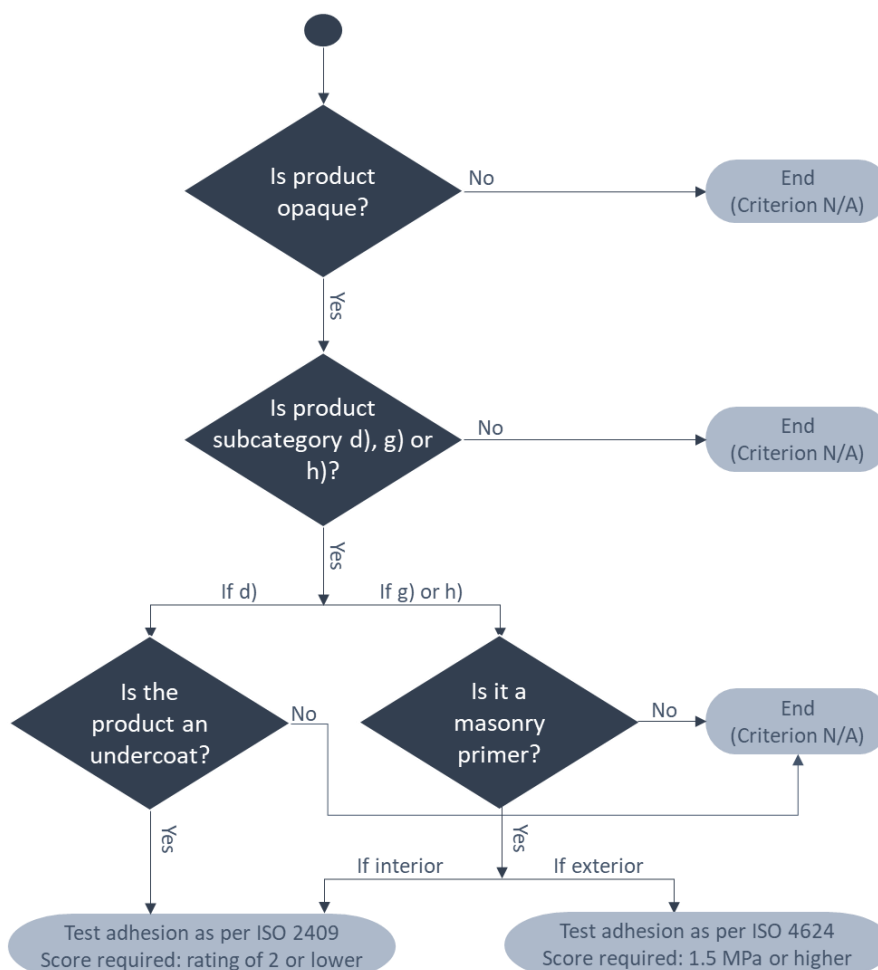 Is product
opaque?
No
End
(Criterion N/A)
Yes
Is product
subcategory d), g) or
h)?
No
End
(Criterion N/A)
Yes
If d)
If g) or h)
Is the
product an
undercoat?
No
Is it a
masonry
primer?
No
End
(Criterion N/A)
Yes
Yes
If interior
If exterior
Test adhesion as per ISO 2409
Score required: rating of 2 or lower
Test adhesion as per ISO 4624
Score required: 1.5 MPa or higher